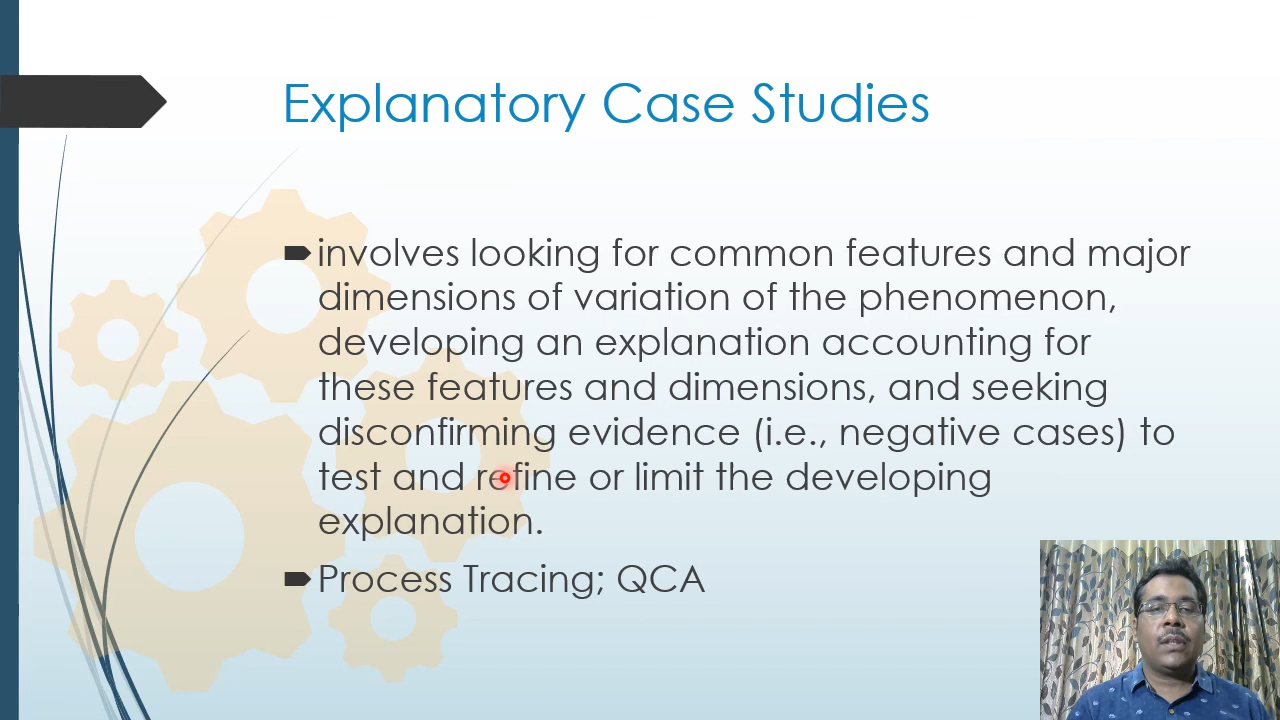 Explanatory Case Studies
involves looking for common features and major
dimensions of variation of the phenomenon,
developing an explanation accounting for
these features and dimensions, and seeking
disconfirming evidence (i.e., negative cases) to
test and refine or limit the developing
explanation.
Process Tracing; QCA